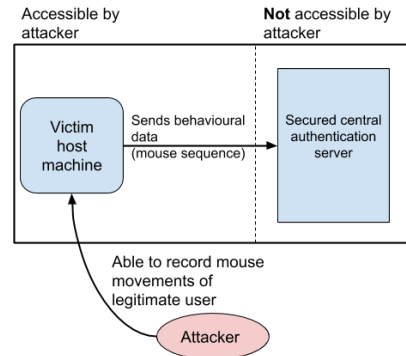 Accessible by
attacker
Not accessible by
attacker
Victim
host
machine
Sends behavioural
data
(mouse sequence)
Secured central
authentication
server
Able to record mouse
movements of
legitimate user
Attacker